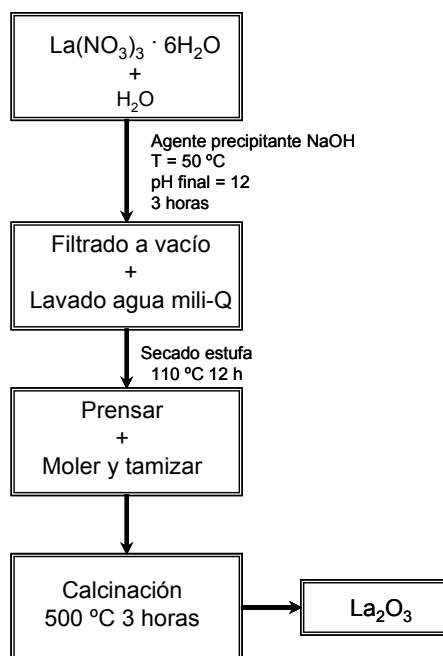 La(NO₃)₃ · 6H₂O
+
H₂O
Agente precipitante NaOH
T = 50 ºC
pH final = 12
3 horas
Filtrado a vacío
+
Lavado agua mili-Q
Secado estufa
110 ºC 12 h
Prensar
+
Moler y tamizar
Calcinación
500 ºC 3 horas
La₂O₃